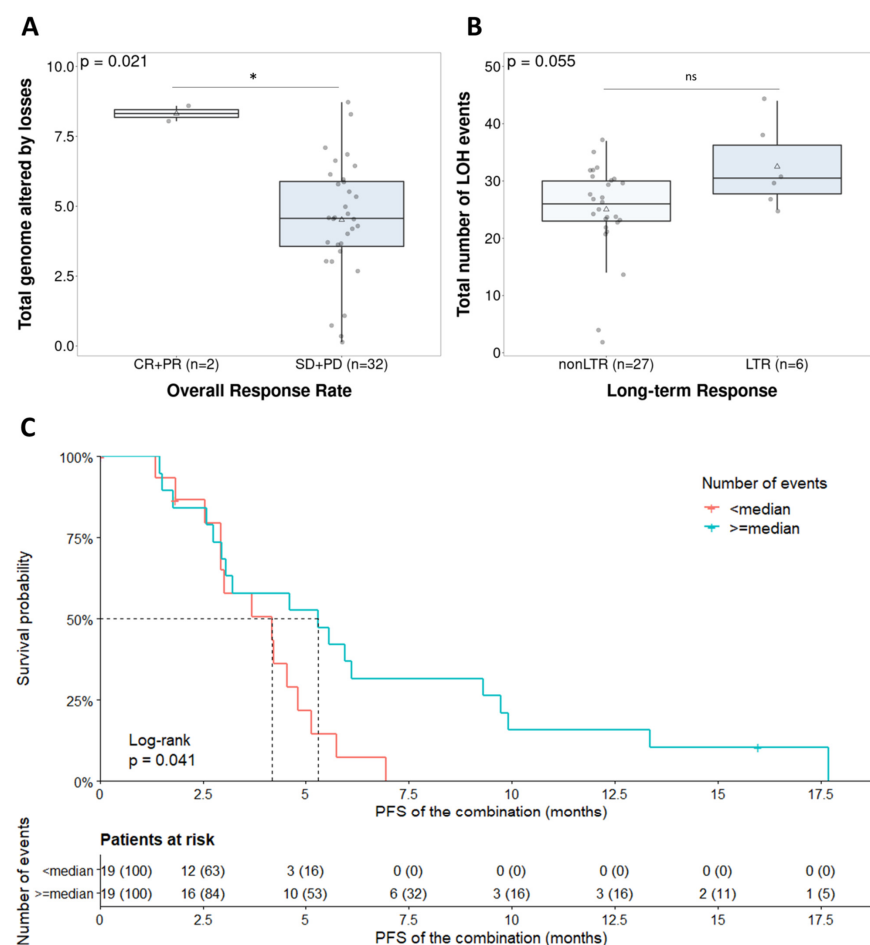 A
p = 0.021
*
10.0
7.5
5.0
2.5
0.0
Total genome altered by losses
CR+PR (n=2) SD+PD (n=32)
Overall Response Rate
B
p = 0.055
ns
50
40
30
20
10
0
Total number of LOH events
nonLTR (n=27) LTR (n=6)
Long-term Response
C
100%
75%
50%
25%
0%
Survival probability
Number of events
<median
>=median
Log-rank
p = 0.041
0 2.5 5 7.5 10 12.5 15 17.5
PFS of the combination (months)
Patients at risk
Number of events
<median 19 (100) 12 (63) 3 (16) 0 (0) 0 (0) 0 (0) 0 (0) 0 (0)
>=median 19 (100) 16 (84) 10 (53) 6 (32) 3 (16) 3 (16) 2 (11) 1 (5)
0 2.5 5 7.5 10 12.5 15 17.5
PFS of the combination (months)